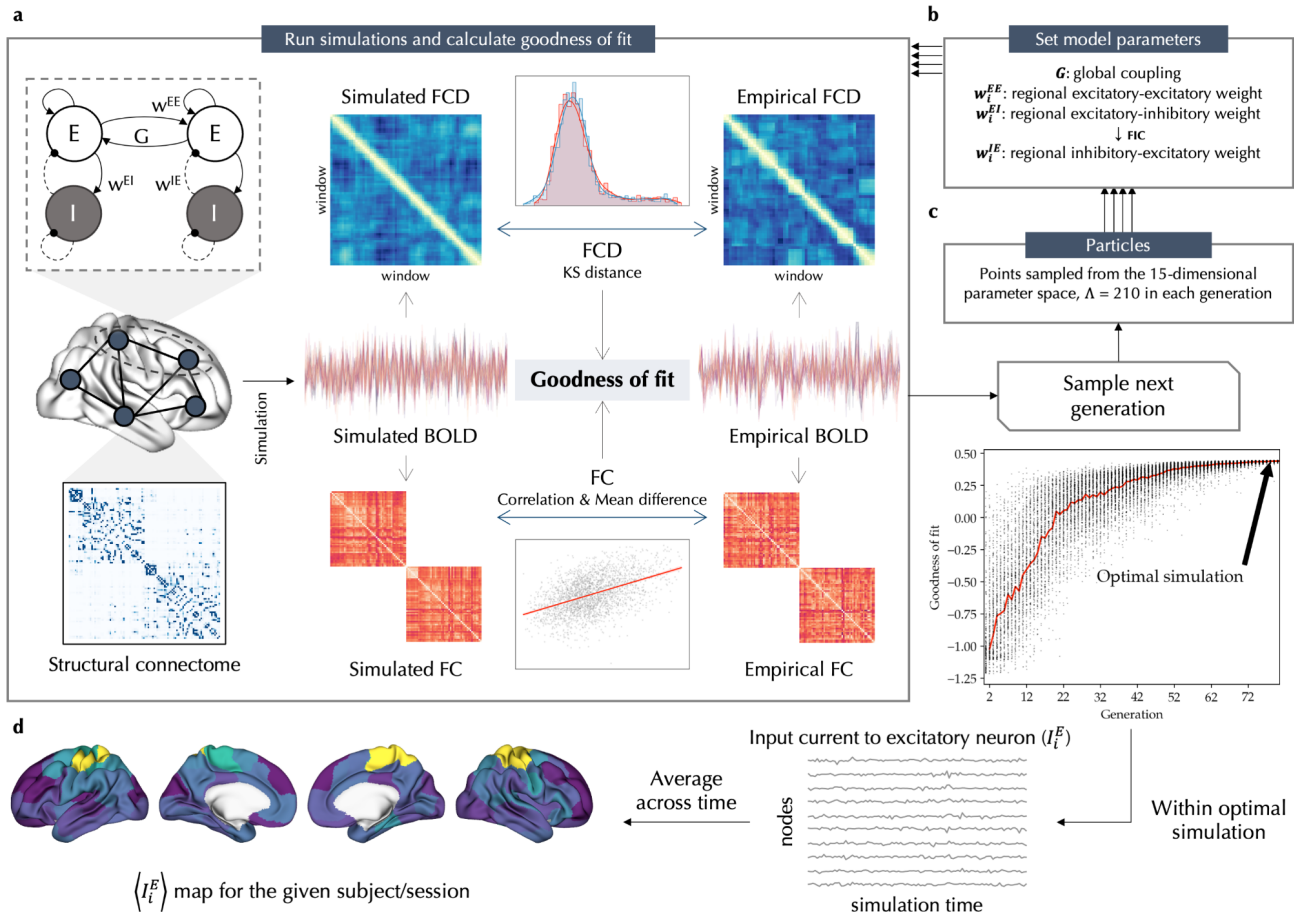 a
Run simulations and calculate goodness of fit
E
E
w^EE
G
w^EI
w^IE
I
I
Simulated FCD
window
window
FCD
KS distance
Empirical FCD
window
window
Simulation
Simulated BOLD
Goodness of fit
Empirical BOLD
FC
Correlation & Mean difference
Structural connectome
Simulated FC
Empirical FC
b
Set model parameters
G: global coupling
w_i^EE: regional excitatory-excitatory weight
w_i^EI: regional excitatory-inhibitory weight
↓ FIC
w_i^IE: regional inhibitory-excitatory weight
c
Particles
Points sampled from the 15-dimensional
parameter space, Λ = 210 in each generation
Sample next
generation
0.50
0.25
0.00
−0.25
−0.50
−0.75
−1.00
−1.25
Goodness of fit
Optimal simulation
2
12
22
32
42
52
62
72
Generation
d
Input current to excitatory neuron (I_i^E)
nodes
simulation time
Within optimal
simulation
Average
across time
⟨I_i^E⟩ map for the given subject/session